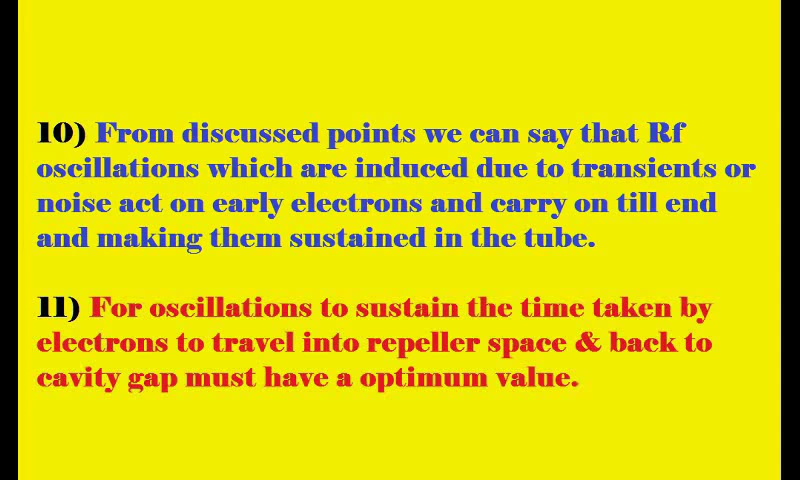 10) From discussed points we can say that Rf
oscillations which are induced due to transients or
noise act on early electrons and carry on till end
and making them sustained in the tube.
11) For oscillations to sustain the time taken by
electrons to travel into repeller space & back to
cavity gap must have a optimum value.